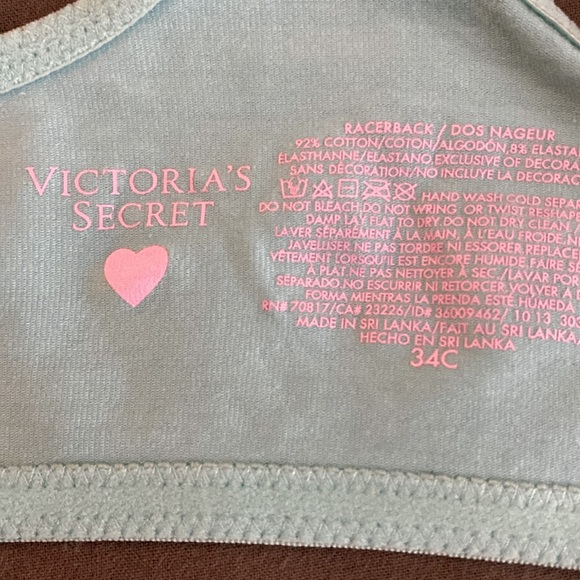 VICTORIA'S
SECRET
RACERBACK / DOS NAGEUR
92% COTTON/COTON/ALGODÓN,8% ELASTA
ÉLASTHANNE/ELASTANO,EXCLUSIVE OF DECORA
SANS DÉCORATION/NO INCLUYE LA DECORAC
HAND WASH COLD SEPAR
DO NOT BLEACH,DO NOT WRING OR TWIST RESHAP
DAMP LAY FLAT TO DRY.DO NOT DRY CLEAN /
LAVER SÉPARÉMENT À LA MAIN, À L'EAU FROIDE,N
JAVELLISER NE PAS TORDRE NI ESSORER,REPLACE
VÊTEMENT LORSQU'IL EST ENCORE HUMIDE,FAIRE S
À PLAT.NE PAS NETTOYER À SEC/LAVAR POR
SEPARADO.NO ESCURRIR NI RETORCER,VOLVER A
FORMA MIENTRAS LA PRENDA ESTÉ HÚMEDA
RN# 70817/CA# 23226/ID# 36009462/ 10 13 30
MADE IN SRI LANKA/FAIT AU SRI LANKA/
HECHO EN SRI LANKA
34C